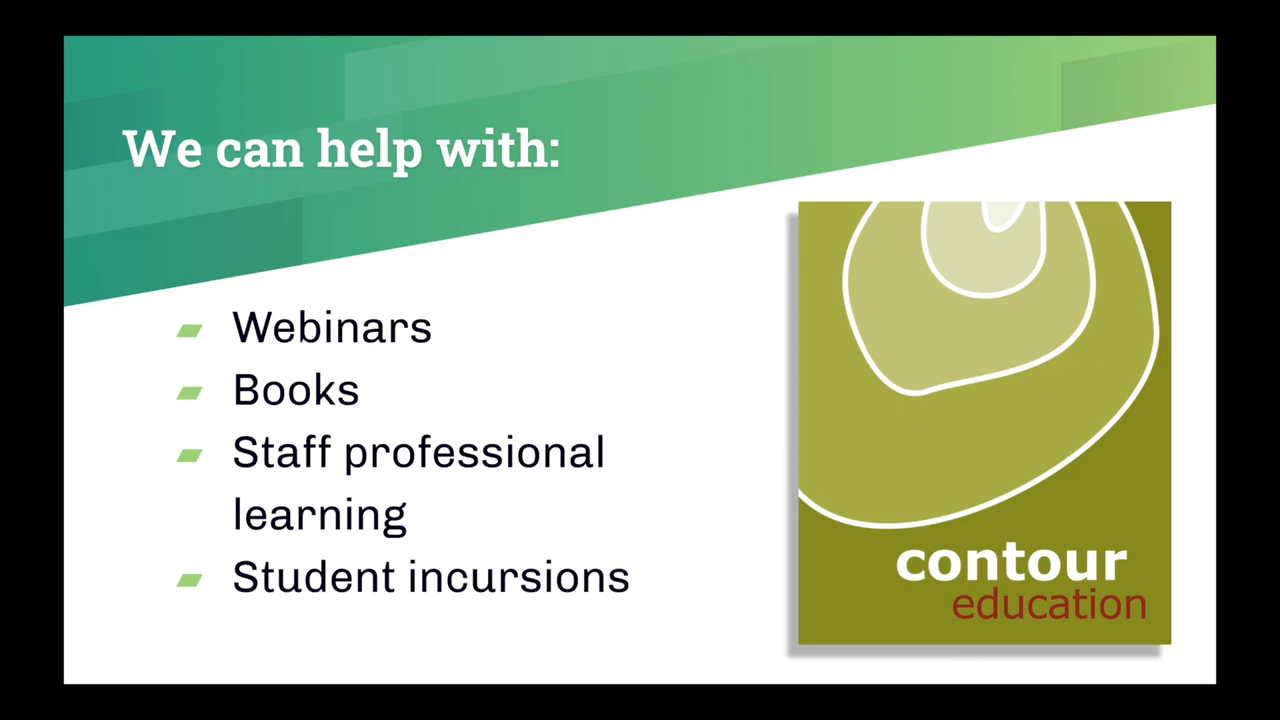 We can help with:
Webinars
Books
Staff professional
learning
Student incursions
contour
education